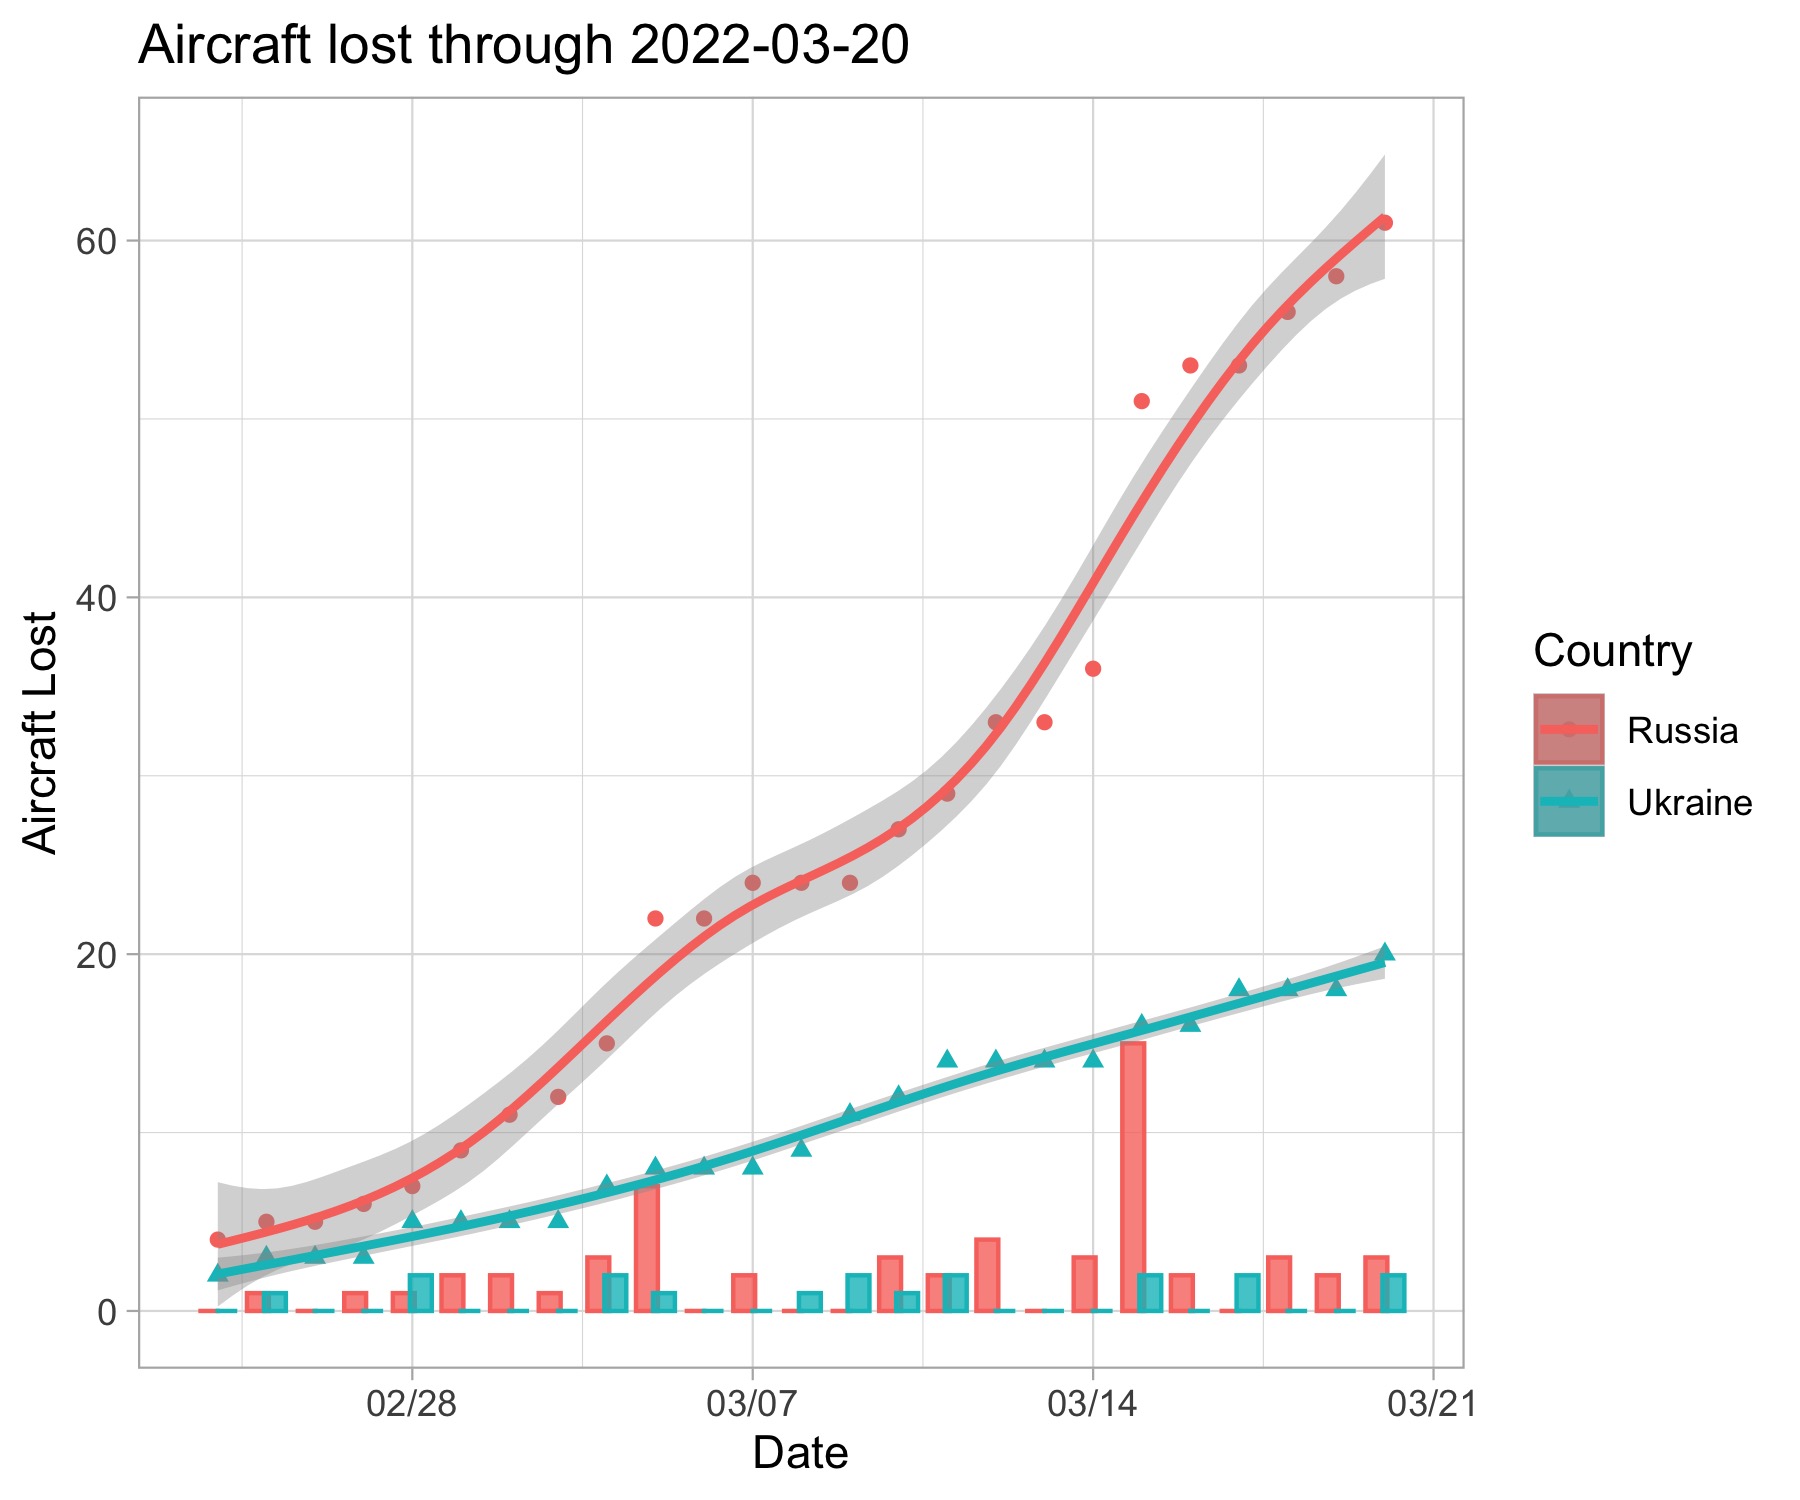 Aircraft lost through 2022-03-20
Aircraft Lost
60
40
20
0
02/28
03/07
03/14
03/21
Date
Country
Russia
Ukraine